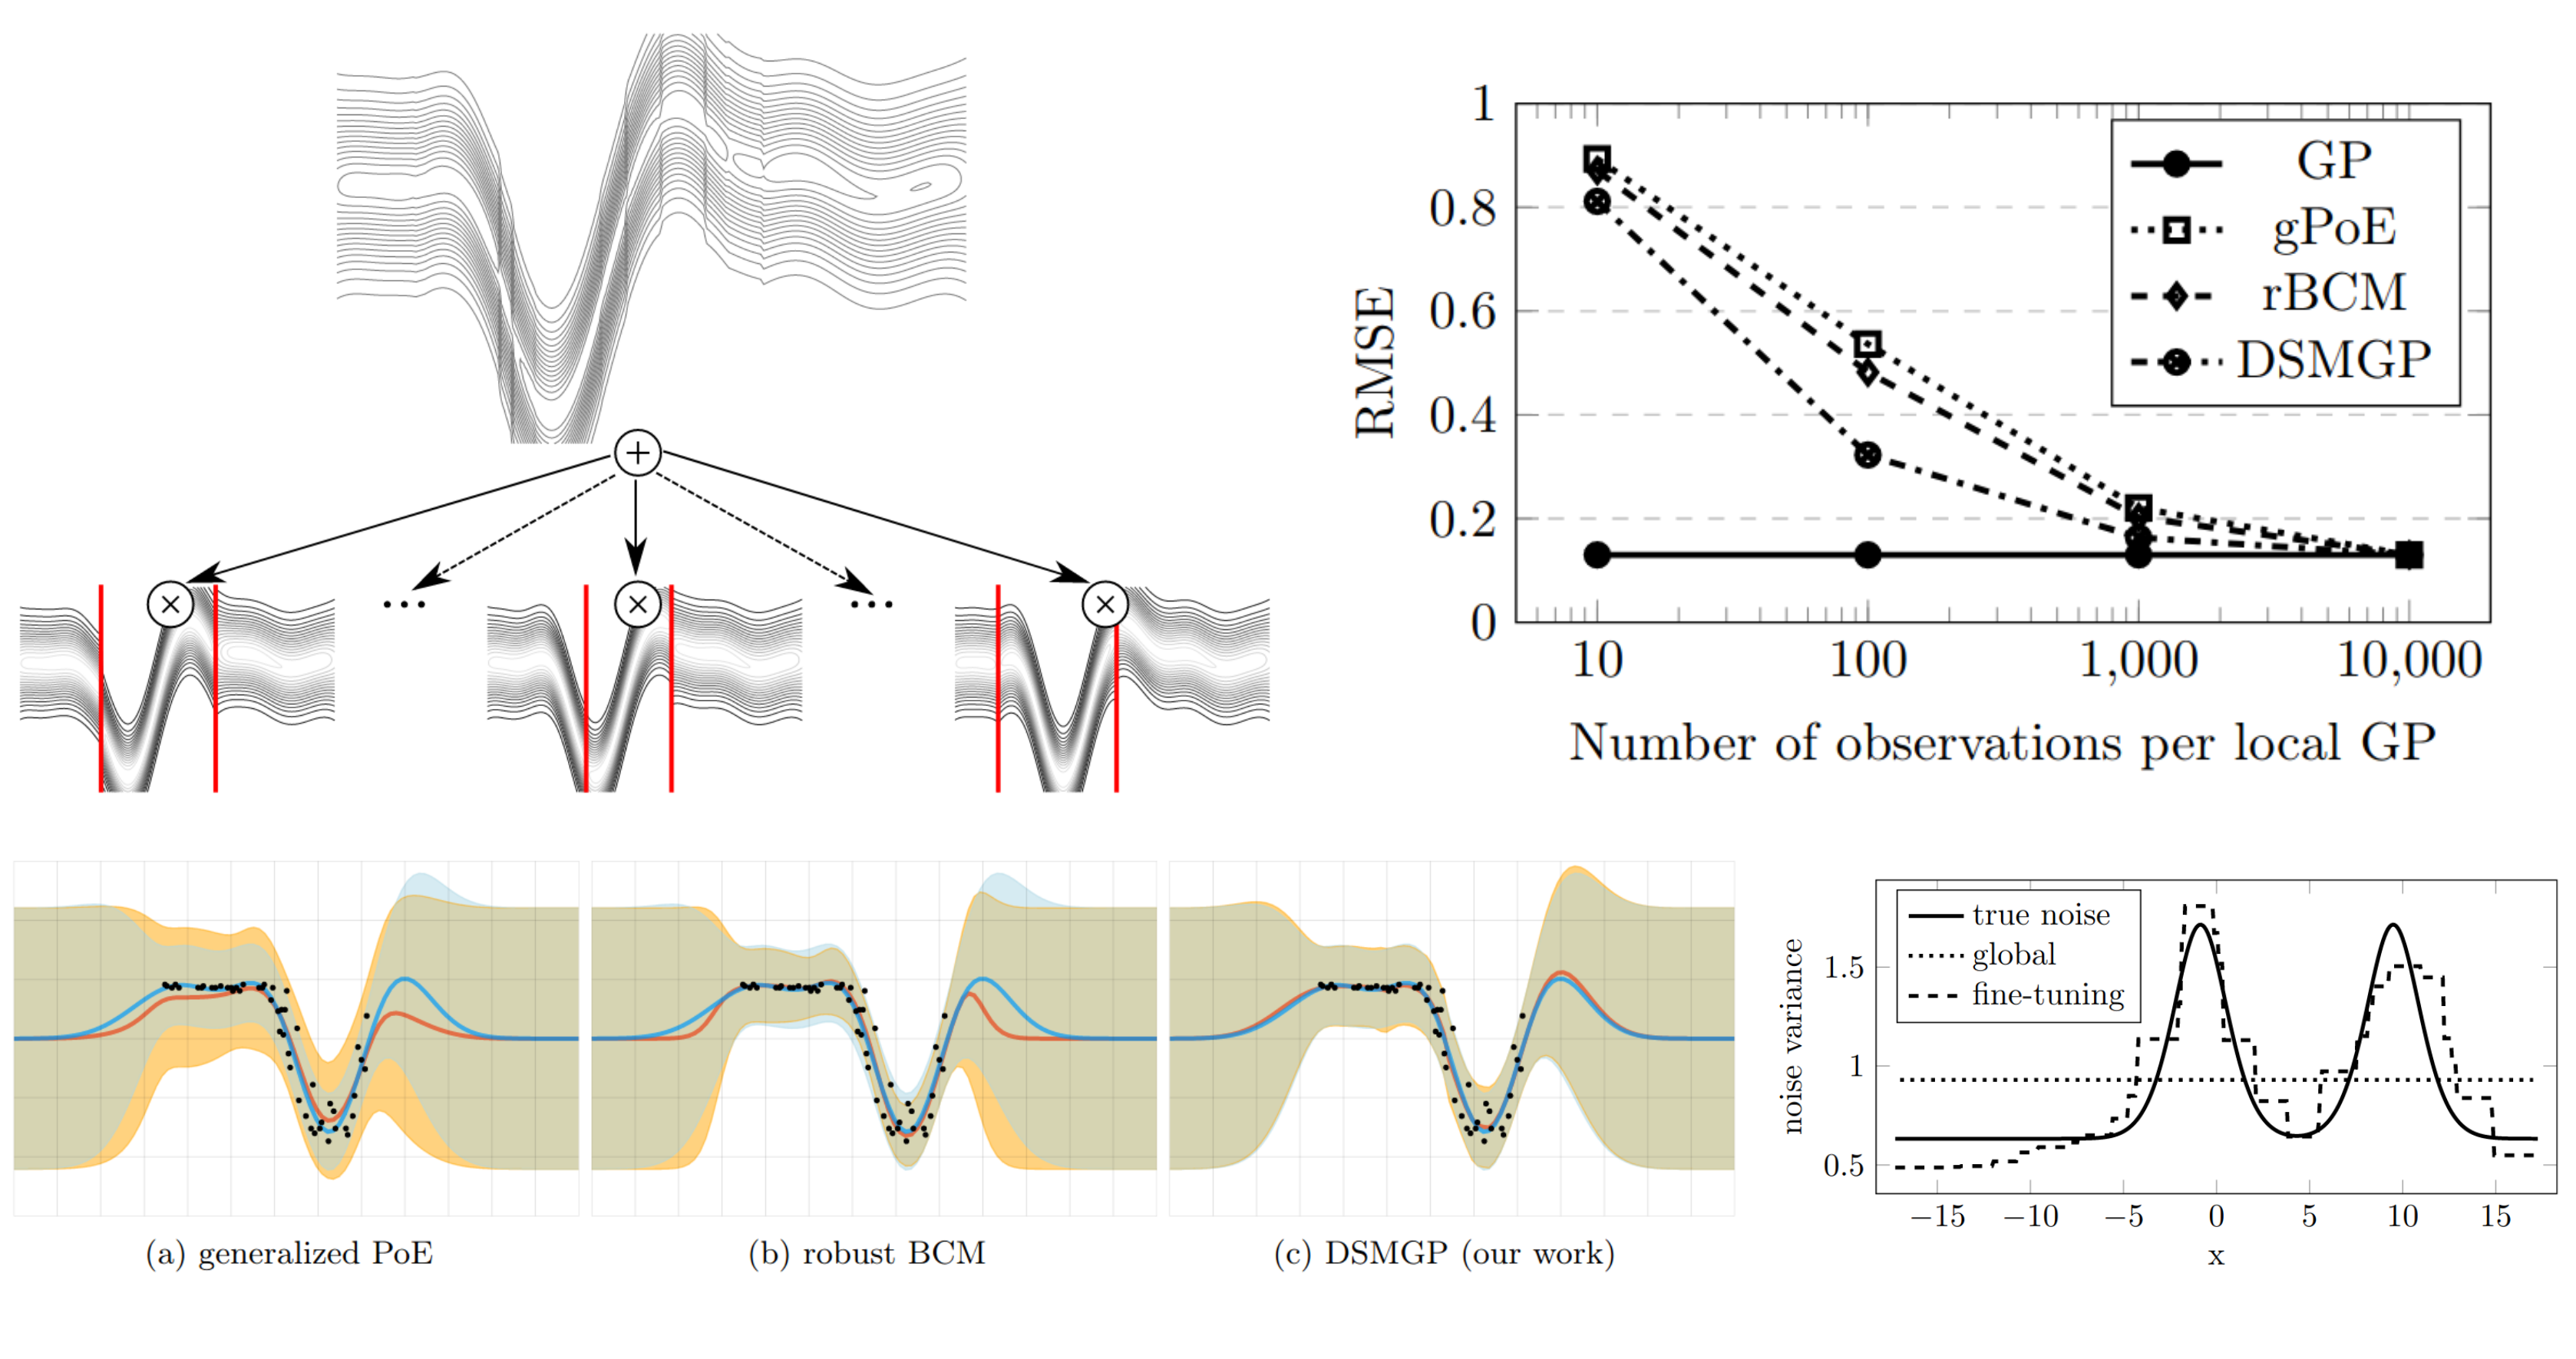 +
×
...
×
...
×
RMSE
1
0.8
0.6
0.4
0.2
0
10
100
1,000
10,000
Number of observations per local GP
GP
gPoE
rBCM
DSMGP
(a) generalized PoE
(b) robust BCM
(c) DSMGP (our work)
noise variance
1.5
1
0.5
true noise
global
fine-tuning
−15
−10
−5
0
5
10
15
x